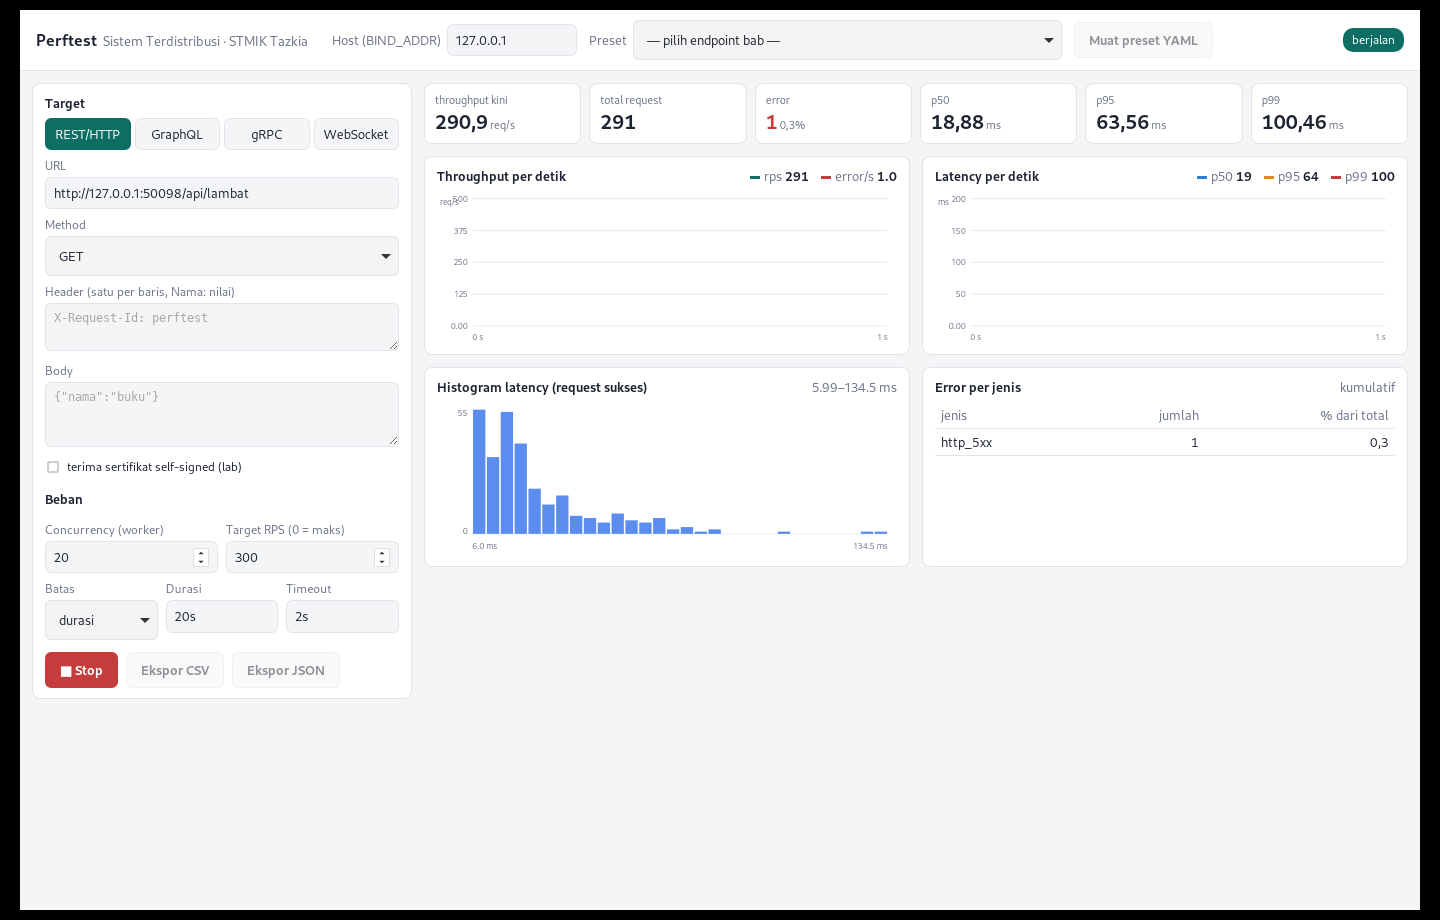 Perftest Sistem Terdistribusi · STMIK Tazkia Host (BIND_ADDR) 127.0.0.1 Preset — pilih endpoint bab — Muat preset YAML berjalan
Target
REST/HTTP GraphQL gRPC WebSocket
URL
http://127.0.0.1:50098/api/lambat
Method
GET
Header (satu per baris, Nama: nilai)
X-Request-Id: perftest
Body
{"nama":"buku"}
terima sertifikat self-signed (lab)
Beban
Concurrency (worker) Target RPS (0 = maks)
20 300
Batas Durasi Timeout
durasi 20s 2s
Stop Ekspor CSV Ekspor JSON
throughput kini
290,9 req/s
total request
291
error
1 0,3%
p50
18,88 ms
p95
63,56 ms
p99
100,46 ms
Throughput per detik rps 291 error/s 1.0
req/s 500
375
250
125
0.00
0 s 1 s
Latency per detik p50 19 p95 64 p99 100
ms 200
150
100
50
0.00
0 s 1 s
Histogram latency (request sukses) 5.99–134.5 ms
55
0
6.0 ms 134.5 ms
Error per jenis kumulatif
jenis jumlah % dari total
http_5xx 1 0,3